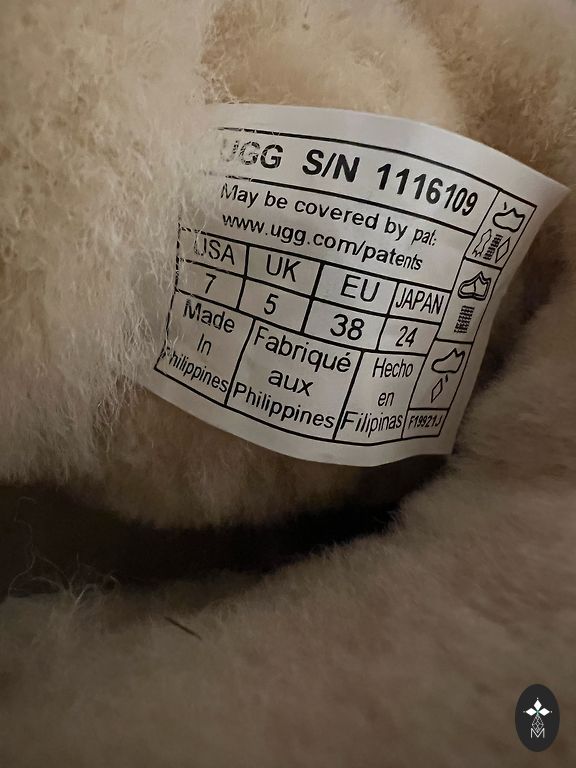 UGG S/N 1116109
May be covered by pat:
www.ugg.com/patents
USA UK EU JAPAN
7 5 38 24
Made In Philippines
Fabriqué aux Philippines
Hecho en Filipinas
F19921J
M